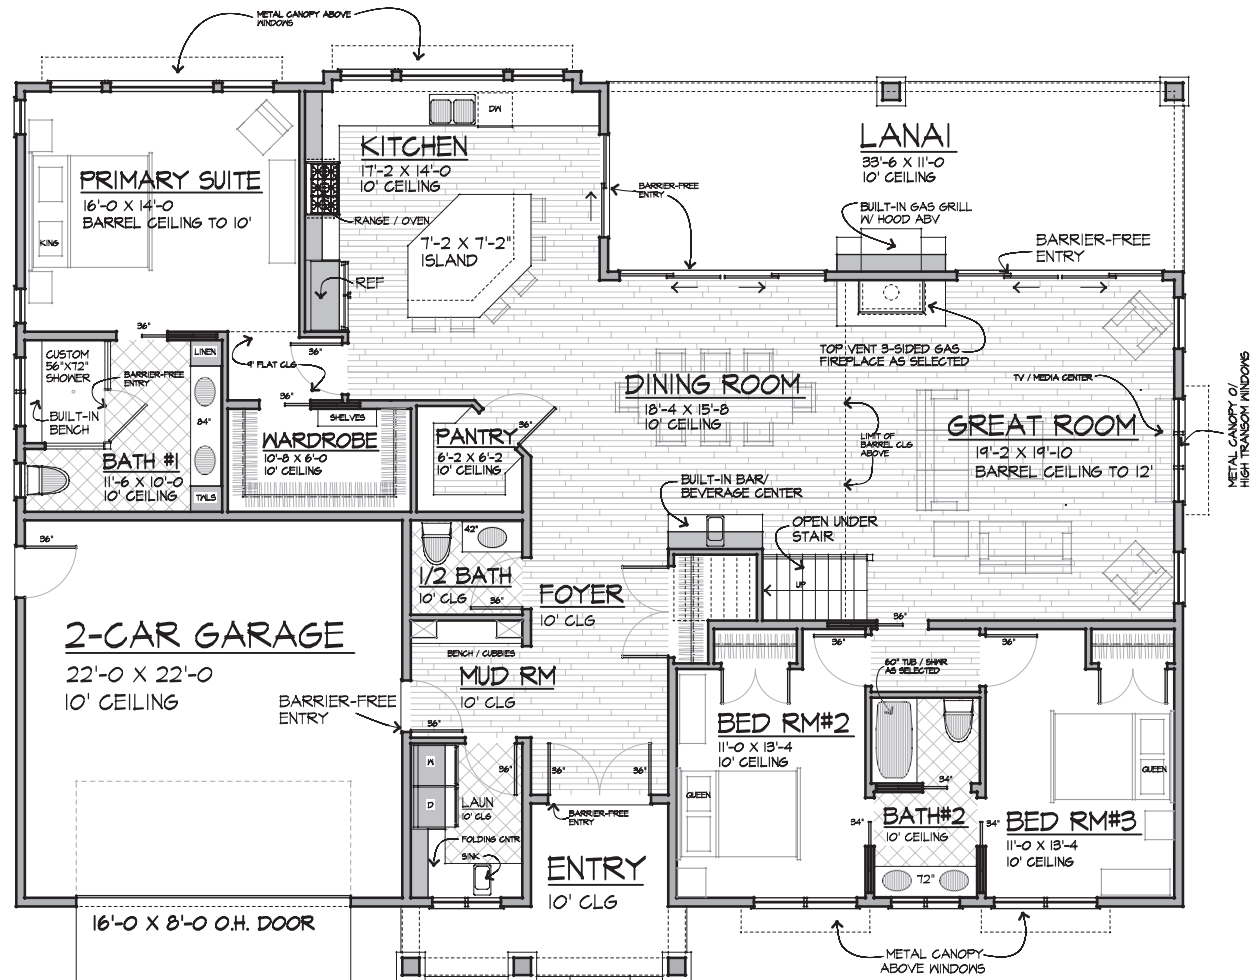 METAL CANOPY ABOVE
WINDOWS
KITCHEN
17'-2 X 14'-0
10' CEILING
DW
RANGE / OVEN
7'-2 X 7'-2"
ISLAND
REF
LANAI
33'-6 X 11'-0
10' CEILING
BARRIER-FREE
ENTRY
BUILT-IN GAS GRILL
W/ HOOD ABV
BARRIER-FREE
ENTRY
PRIMARY SUITE
16'-0 X 14'-0
BARREL CEILING TO 10'
KING
36"
36"
9' FLAT CLG
36"
CUSTOM
56"X72"
SHOWER
BARRIER-FREE
ENTRY
BUILT-IN
BENCH
LINEN
84"
TWLS
BATH #1
11'-6 X 10'-0
10' CEILING
SHELVES
WARDROBE
10'-8 X 6'-0
10' CEILING
PANTRY
6'-2 X 6'-2
10' CEILING
36"
DINING ROOM
18'-4 X 15'-8
10' CEILING
TOP VENT 3-SIDED GAS
FIREPLACE AS SELECTED
LIMIT OF
BARREL CLG
ABOVE
TV / MEDIA CENTER
GREAT ROOM
19'-2 X 19'-10
BARREL CEILING TO 12'
METAL CANOPY O/
HIGH TRANSOM WINDOWS
BUILT-IN BAR/
BEVERAGE CENTER
OPEN UNDER
STAIR
UP
36"
2-CAR GARAGE
22'-0 X 22'-0
10' CEILING
BARRIER-FREE
ENTRY
16'-0 X 8'-0 O.H. DOOR
42"
1/2 BATH
10' CLG
36"
FOYER
10' CLG
BENCH / CUBBIES
MUD RM
10' CLG
36"
W
D
36"
LAUN
10' CLG
FOLDING CNTR
SINK
36"
36"
BARRIER-FREE
ENTRY
ENTRY
10' CLG
36"
36"
36"
60" TUB / SHWR
AS SELECTED
BED RM#2
11'-0 X 13'-4
10' CEILING
QUEEN
34"
BATH#2
10' CEILING
34"
34"
72"
BED RM#3
11'-0 X 13'-4
10' CEILING
QUEEN
METAL CANOPY
ABOVE WINDOWS